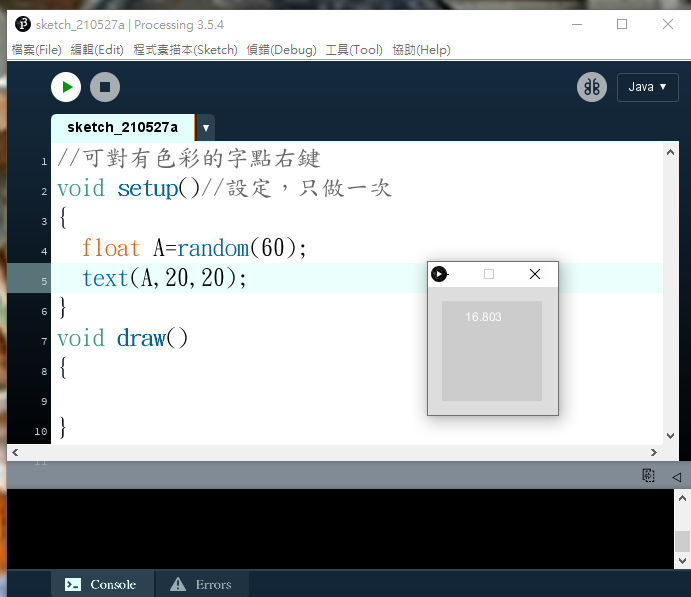 sketch_210527a | Processing 3.5.4
檔案(File) 編輯(Edit) 程式素描本(Sketch) 偵錯(Debug) 工具(Tool) 協助(Help)
Java ▼
sketch_210527a ▼
1 //可對有色彩的字點右鍵
2 void setup()//設定，只做一次
3 {
4 float A=random(60);
5 text(A,20,20);
6 }
7 void draw()
8 {
9
10 }
11
16.803
Console
Errors